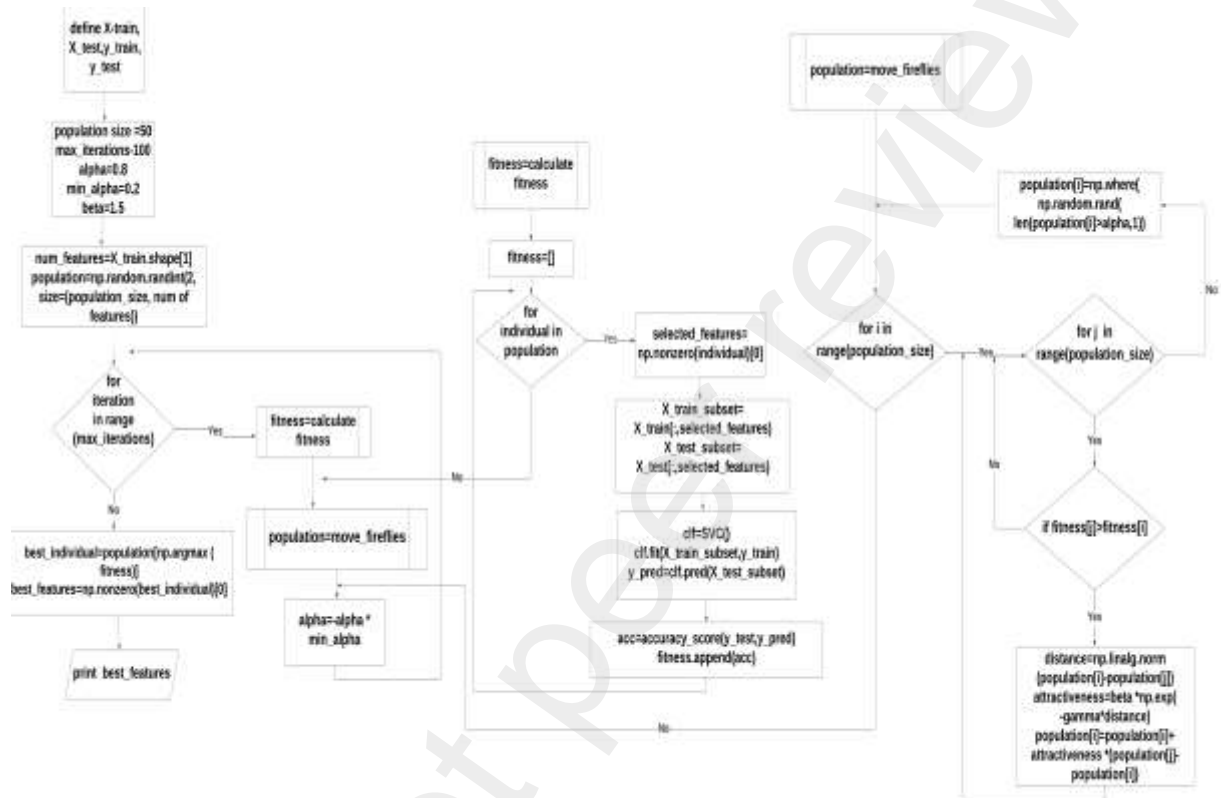 define X-train,
X_test,y_train,
y_test
population size =50
max_iterations-100
alpha=0.8
min_alpha=0.2
beta=1.5
num_features=X_train.shape[1]
population=np.random.randint(2,
size=(population_size, num of
features])
for
iteration
in range
(max_iterations)
Yes
No
best_individual=population[np.argmax (
fitness)]
best_features=np.nonzero(best_individual)[0]
print best_features
fitness=calculate
fitness
population=move_fireflies
alpha=-alpha *
min_alpha
fitness=calculate
fitness
fitness=[]
for
individual in
population
Yes
No
selected_features=
np.nonzero(individual)[0]
X_train_subset=
X_train[:,selected_features)
X_test_subset=
X_test[:,selected_features)
clf=SVC()
clf.fit(X_train_subset,y_train)
y_pred=clf.pred(X_test_subset)
acc=accuracy_score(y_test,y_pred)
fitness.append(acc)
population=move_fireflies
for i in
range(population_size)
Yes
No
for j in
range(population_size)
No
population[i]=np.where(
np.random.rand(
len(population[i]>alpha,1))
Yes
if fitness[j]>fitness[i]
No
Yes
distance=np.linalg.norm
(population[i]-population[j])
attractiveness=beta *np.exp(
-gamma*distance)
population[i]=population[i]+
attractiveness *(population[j]-
population[i])
t peer review